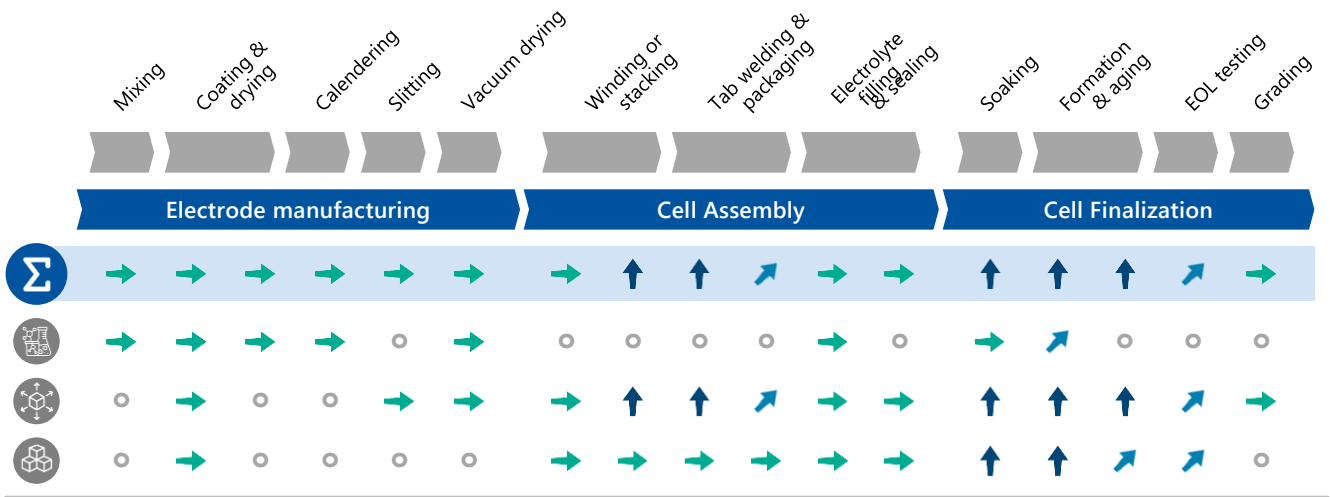 Mixing
Coating &
drying
Calendering
Slitting
Vacuum drying
Winding or
stacking
Tab welding &
packaging
Electrolyte
filling
& sealing
Soaking
Formation
& aging
EOL testing
Grading
Electrode manufacturing
Cell Assembly
Cell Finalization
Σ